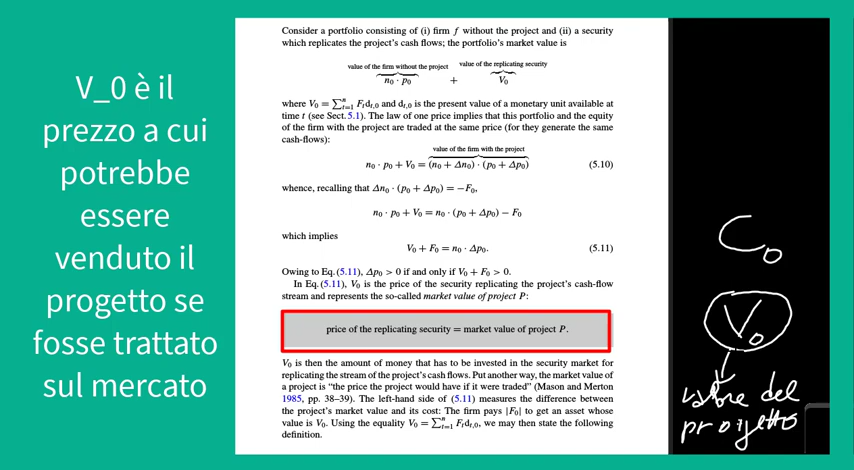 V_0 è il
prezzo a cui
potrebbe
essere
venduto il
progetto se
fosse trattato
sul mercato
Consider a portfolio consisting of (i) firm f without the project and (ii) a security
which replicates the project's cash flows; the portfolio's market value is
value of the firm without the project value of the replicating security
n₀ · p₀ + V₀
where V₀ = ∑ⁿₜ₌₁ Fₜdₜ,₀ and dₜ,₀ is the present value of a monetary unit available at
time t (see Sect. 5.1). The law of one price implies that this portfolio and the equity
of the firm with the project are traded at the same price (for they generate the same
cash-flows):
value of the firm with the project
n₀ · p₀ + V₀ = (n₀ + Δn₀) · (p₀ + Δp₀) (5.10)
whence, recalling that Δn₀ · (p₀ + Δp₀) = −F₀,
n₀ · p₀ + V₀ = n₀ · (p₀ + Δp₀) − F₀
which implies
V₀ + F₀ = n₀ · Δp₀. (5.11)
Owing to Eq. (5.11), Δp₀ > 0 if and only if V₀ + F₀ > 0.
In Eq. (5.11), V₀ is the price of the security replicating the project's cash-flow
stream and represents the so-called market value of project P:
price of the replicating security = market value of project P.
V₀ is then the amount of money that has to be invested in the security market for
replicating the stream of the project's cash flows. Put another way, the market value of
a project is "the price the project would have if it were traded" (Mason and Merton
1985, pp. 38–39). The left-hand side of (5.11) measures the difference between
the project's market value and its cost: The firm pays |F₀| to get an asset whose
value is V₀. Using the equality V₀ = ∑ⁿₜ₌₁ Fₜdₜ,₀, we may then state the following
definition.
C₀
V₀
valore del
progetto